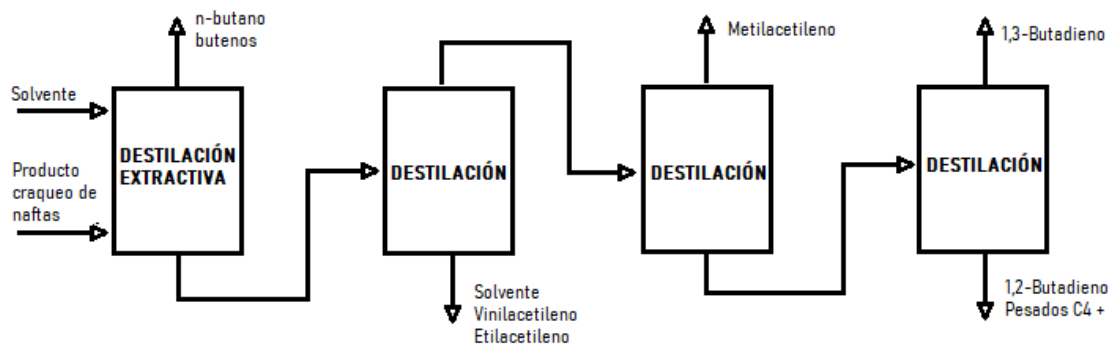 n-butano
butenos
Solvente
Producto
craqueo de
naftas
DESTILACIÓN
EXTRACTIVA
DESTILACIÓN
Solvente
Vinilacetileno
Etilacetileno
Metilacetileno
DESTILACIÓN
1,3-Butadieno
DESTILACIÓN
1,2-Butadieno
Pesados C4 +